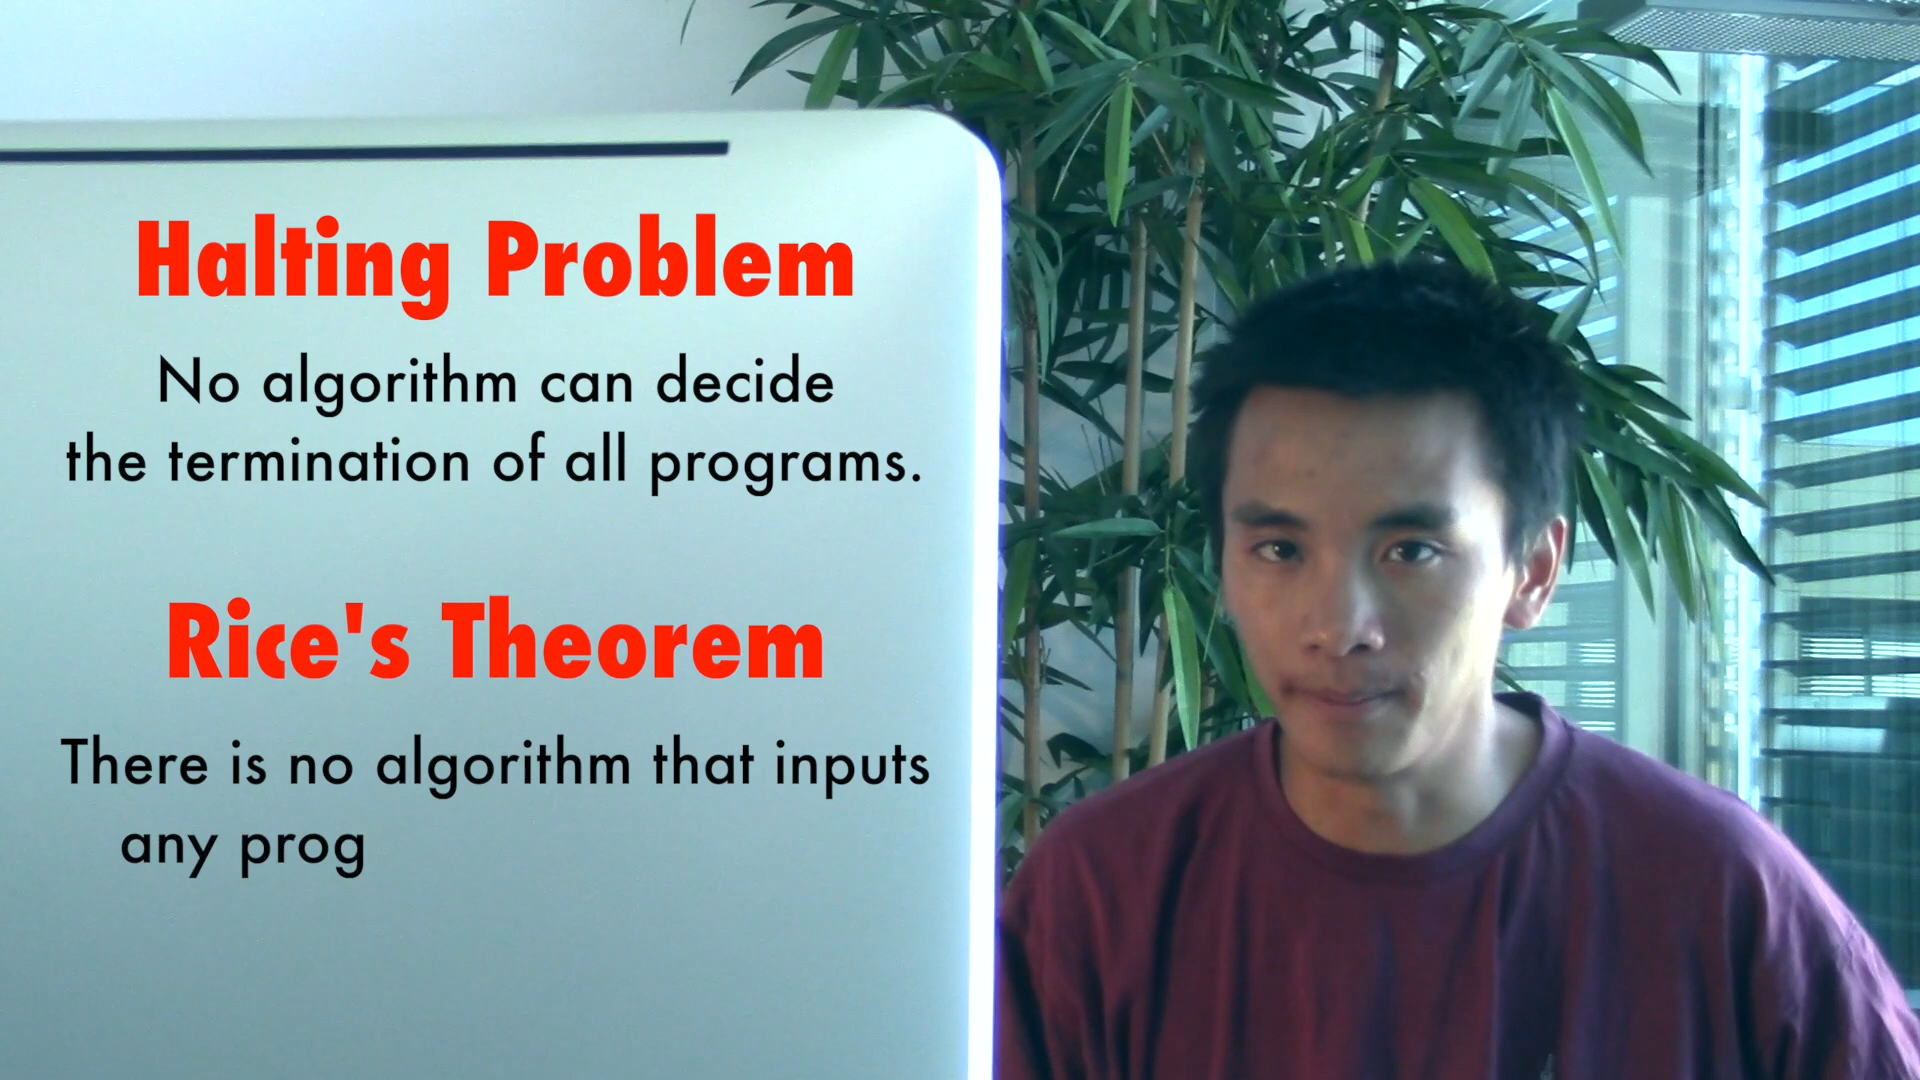 Halting Problem
No algorithm can decide
the termination of all programs.
Rice's Theorem
There is no algorithm that inputs
any prog